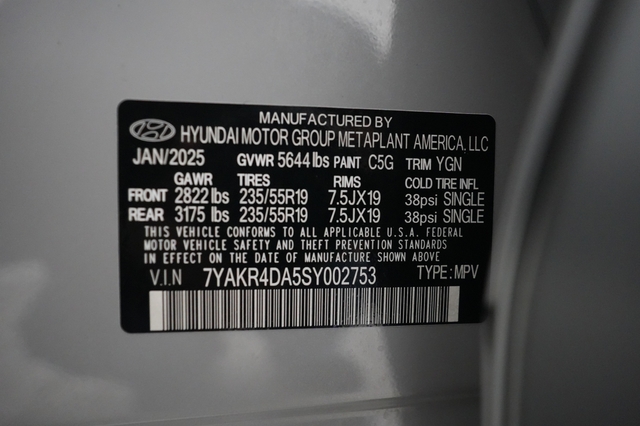 MANUFACTURED BY
HYUNDAI MOTOR GROUP METAPLANT AMERICA, LLC
JAN/2025 GVWR 5644 lbs PAINT C5G TRIM YGN
GAWR TIRES RIMS COLD TIRE INFL
FRONT 2822 lbs 235/55R19 7.5JX19 38psi SINGLE
REAR 3175 lbs 235/55R19 7.5JX19 38psi SINGLE
THIS VEHICLE CONFORMS TO ALL APPLICABLE U.S.A. FEDERAL
MOTOR VEHICLE SAFETY AND THEFT PREVENTION STANDARDS
IN EFFECT ON THE DATE OF MANUFACTURE SHOWN ABOVE
V.I.N 7YAKR4DA5SY002753 TYPE : MPV